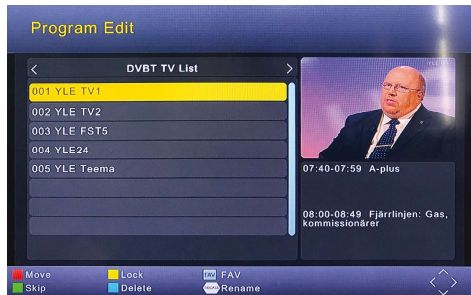 Program Edit
DVBT TV List
001 YLE TV1
002 YLE TV2
003 YLE FST5
004 YLE24
005 YLE Teema
07:40-07:59 A-plus
08:00-08:49 Fjärrlinjen: Gas,
kommissionärer
Move
Lock
FAV FAV
Skip
Delete
Rename